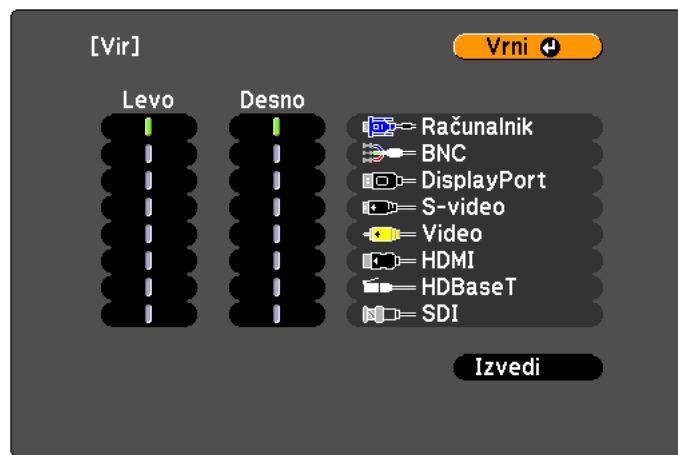 [Vir]
Vrni
Levo Desno
Računalnik
BNC
DisplayPort
S-video
Video
HDMI
HDBaseT
SDI
Izvedi